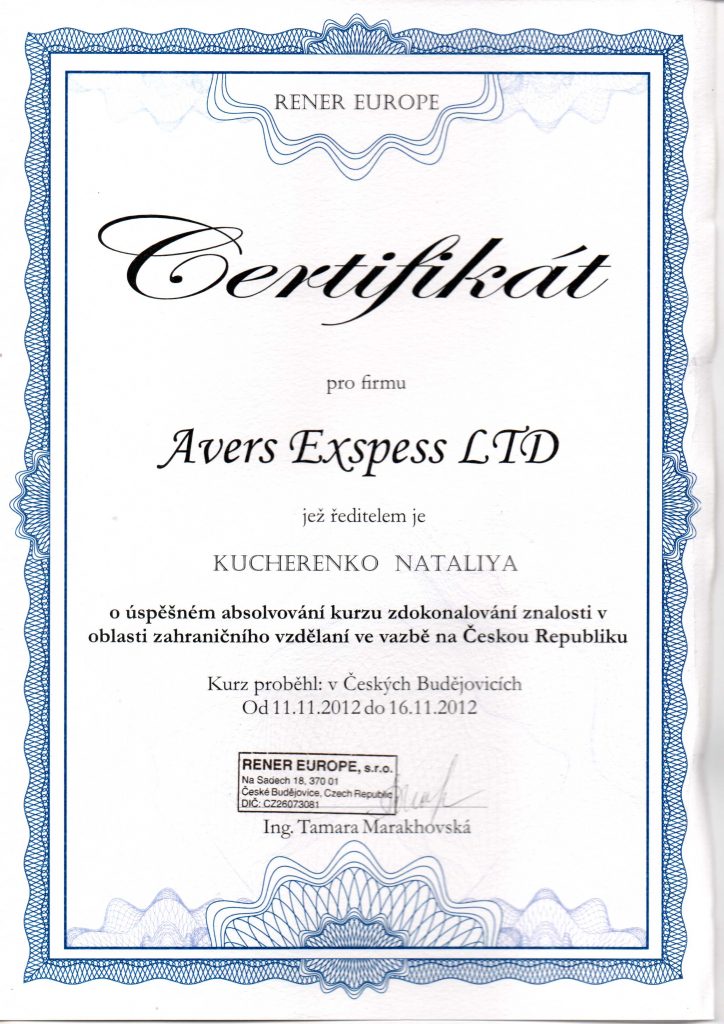 RENER EUROPE
Certifikát
pro firmu
Avers Exspess LTD
jež ředitelem je
KUCHERENKO NATALIYA
o úspěšném absolvování kurzu zdokonalování znalosti v
oblasti zahraničního vzdělaní ve vazbě na Českou Republiku
Kurz proběhl: v Českých Budějovicích
Od 11.11.2012 do 16.11.2012
RENER EUROPE, s.r.o.
Na Sadech 18, 370 01
České Budějovice, Czech Republic
DIČ: CZ26073081
Ing. Tamara Marakhovská